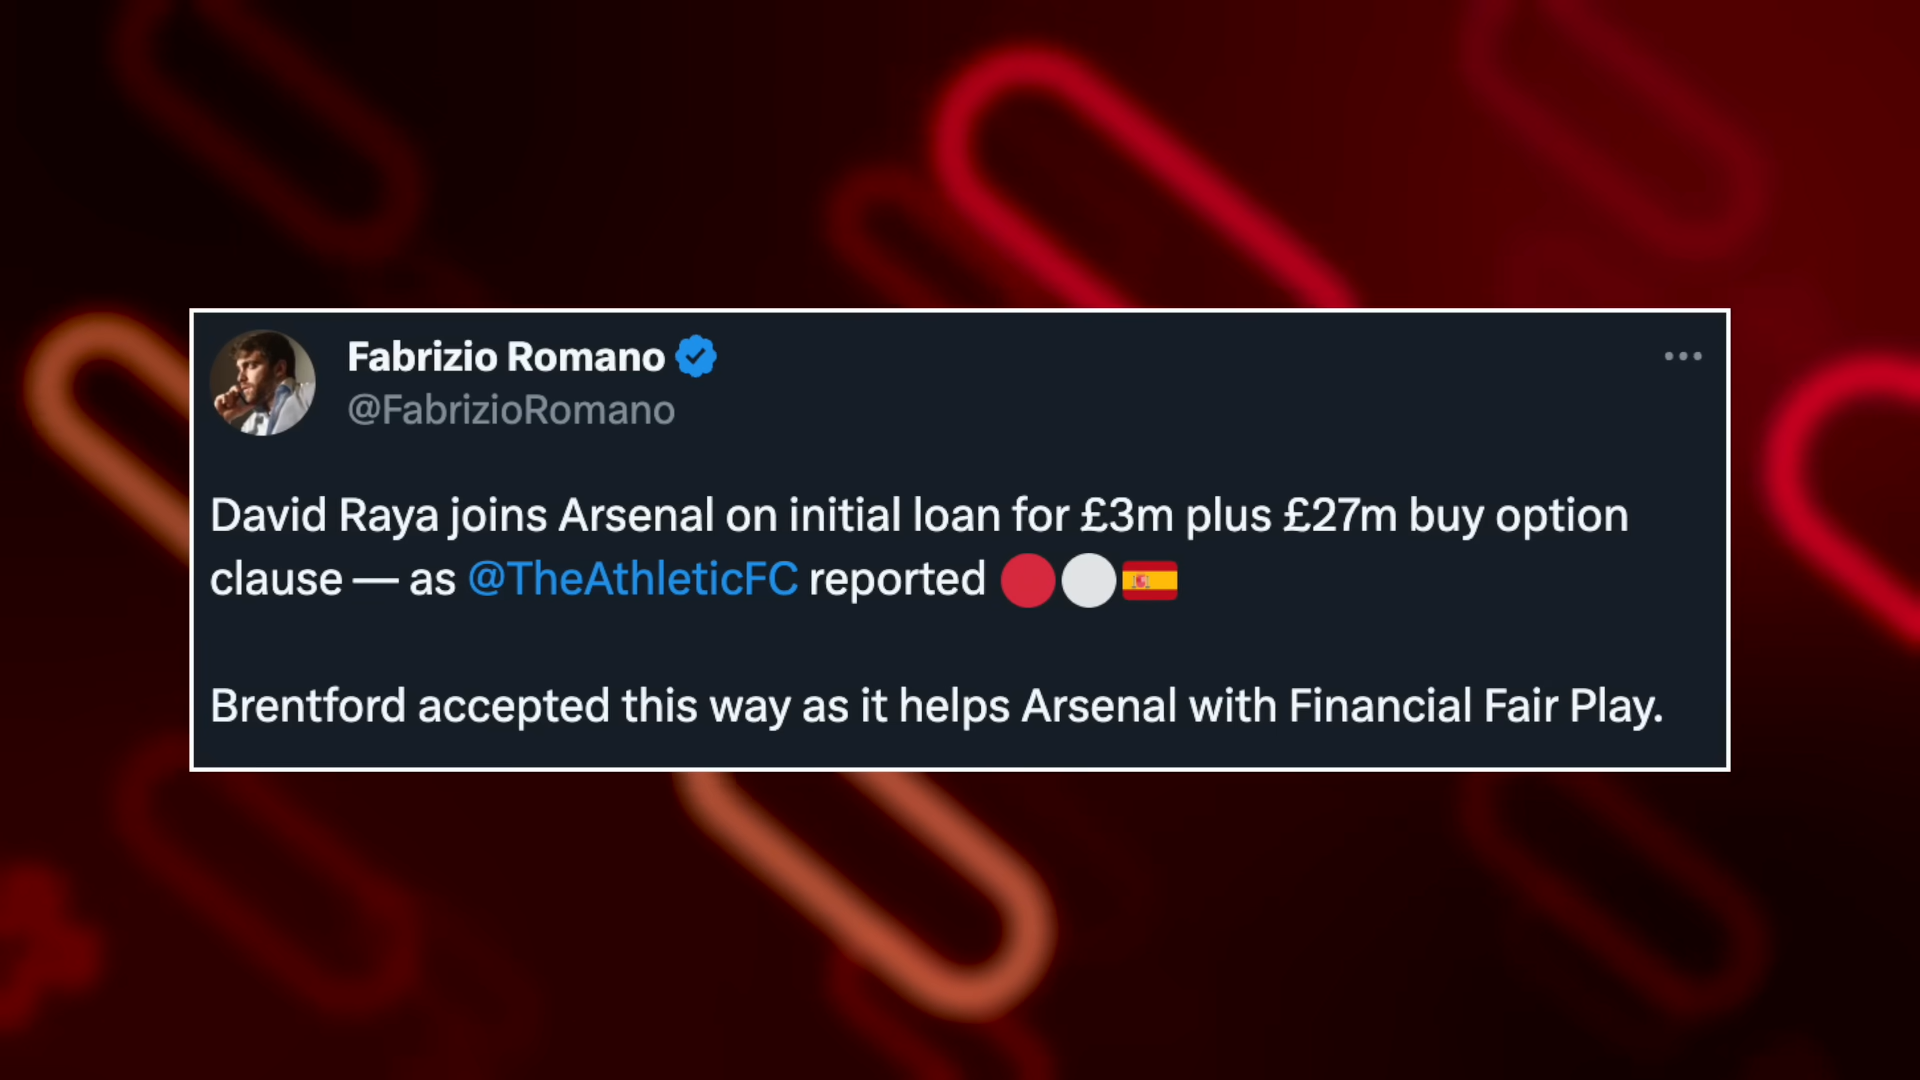 Fabrizio Romano
@FabrizioRomano
David Raya joins Arsenal on initial loan for £3m plus £27m buy option
clause — as @TheAthleticFC reported 🔴⚪️🇪🇸
Brentford accepted this way as it helps Arsenal with Financial Fair Play.